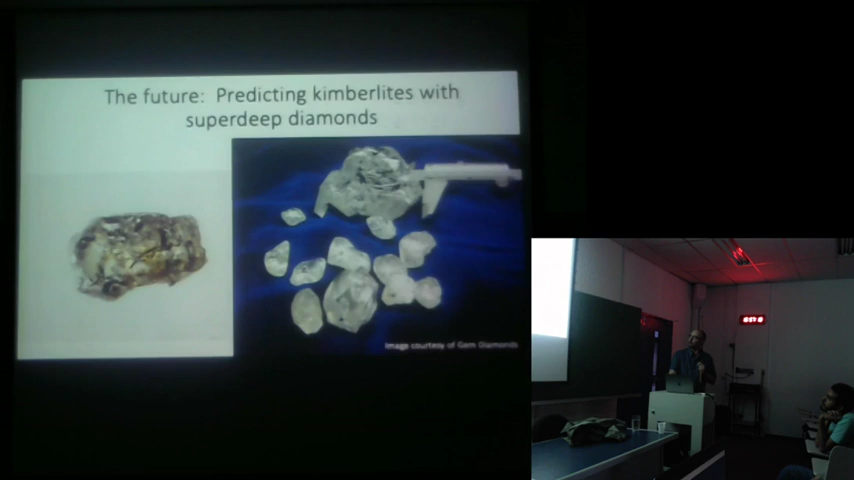 The future: Predicting kimberlites with
superdeep diamonds
Image courtesy of Gem Diamonds